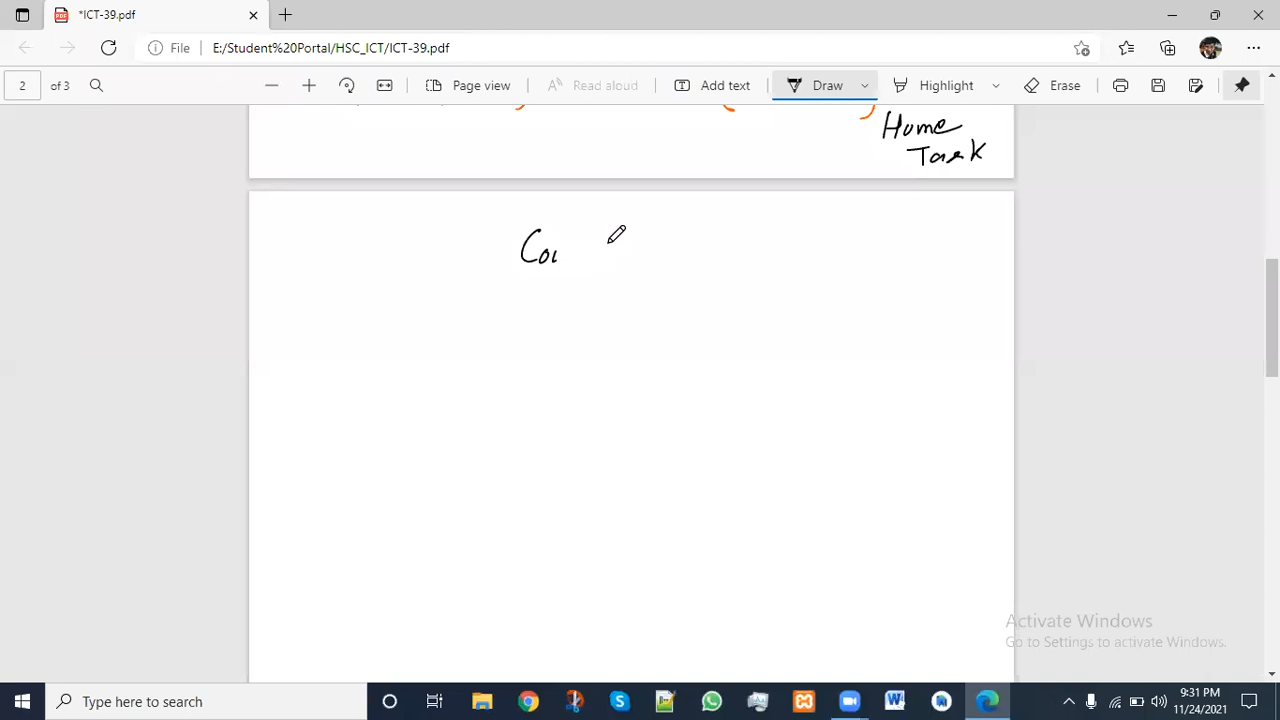 *ICT-39.pdf
File E:/Student%20Portal/HSC_ICT/ICT-39.pdf
2 of 3 Page view Read aloud Add text Draw Highlight Erase
Home
Task
Cou
Activate Windows
Go to Settings to activate Windows.
Type here to search
9:31 PM
11/24/2021